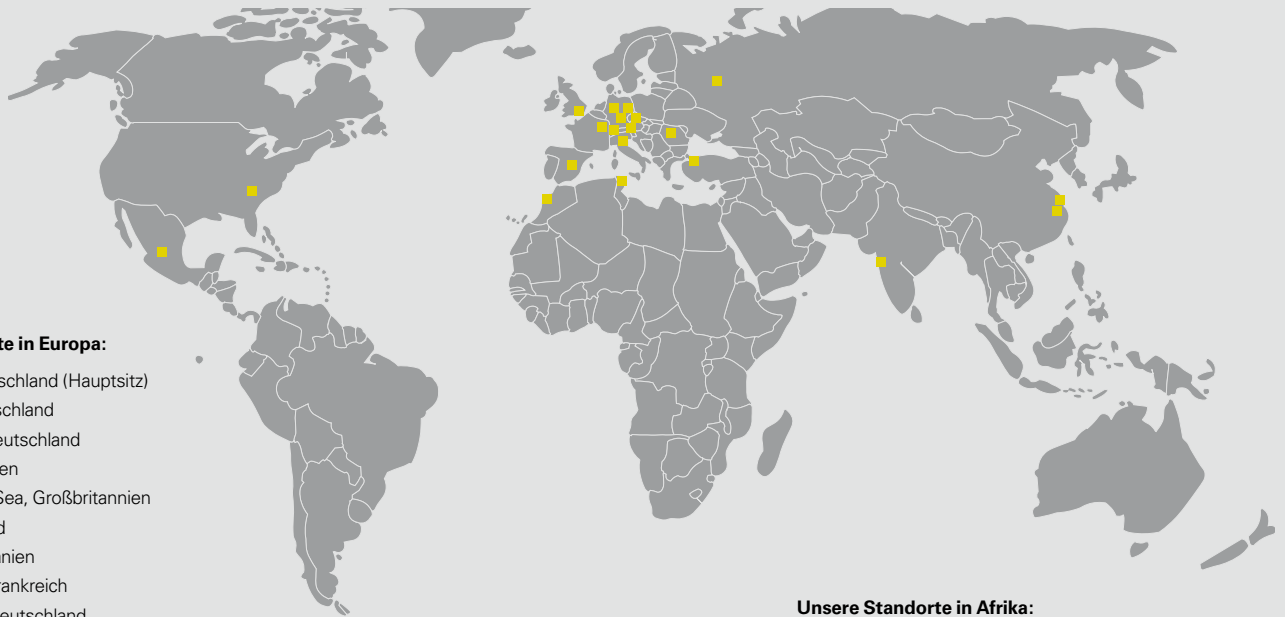 te in Europa:
schland (Hauptsitz)
schland
eutschland
en
Sea, Großbritannien
d
nien
rankreich
eutschland
Unsere Standorte in Afrika: